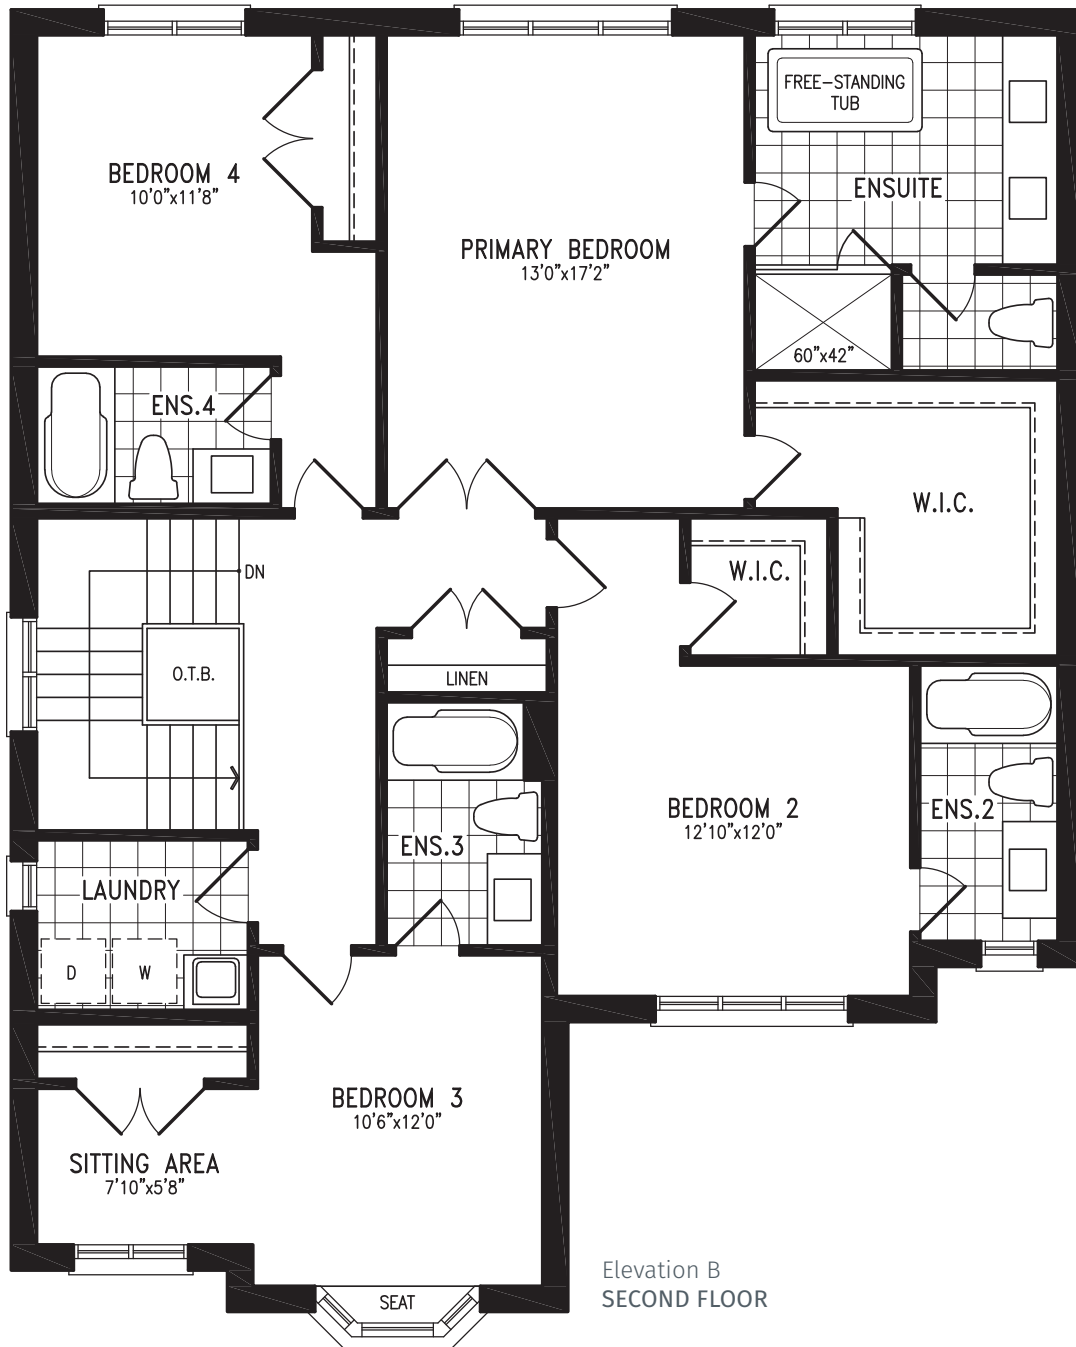 FREE-STANDING
TUB
BEDROOM 4
10'0"x11'8"
ENSUITE
PRIMARY BEDROOM
13'0"x17'2"
60"x42"
ENS.4
W.I.C.
DN
W.I.C.
O.T.B.
LINEN
BEDROOM 2
12'10"x12'0"
ENS.2
ENS.3
LAUNDRY
D
W
BEDROOM 3
10'6"x12'0"
SITTING AREA
7'10"x5'8"
SEAT
Elevation B
SECOND FLOOR